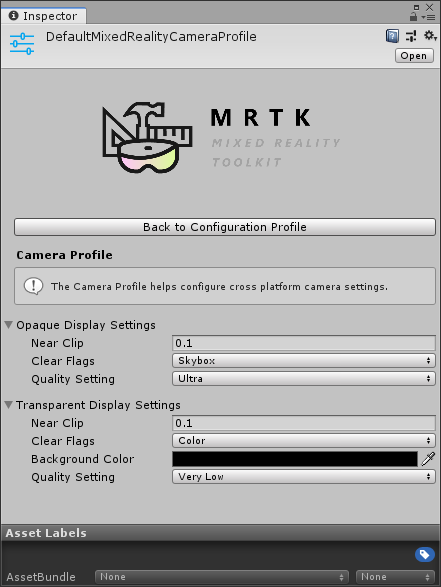 Inspector
DefaultMixedRealityCameraProfile
Open
MRTK
MIXED REALITY
TOOLKIT
Back to Configuration Profile
Camera Profile
The Camera Profile helps configure cross platform camera settings.
Opaque Display Settings
Near Clip 0.1
Clear Flags Skybox
Quality Setting Ultra
Transparent Display Settings
Near Clip 0.1
Clear Flags Color
Background Color
Quality Setting Very Low
Asset Labels
AssetBundle None None